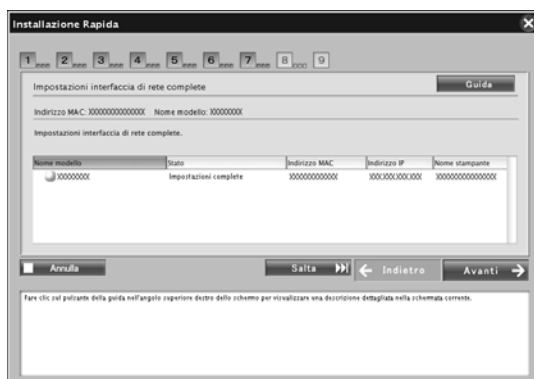 Installazione Rapida
1 2 3 4 5 6 7 8 9
Impostazioni interfaccia di rete complete
Guida
Indirizzo MAC: XXXXXXXXXXXXXX Nome modello: XXXXXXXX
Impostazioni interfaccia di rete complete.
Nome modello Stato Indirizzo MAC Indirizzo IP Nome stampante
XXXXXXXX Impostazioni complete XXXXXXXXXXXX XXX.XXX.XXX.XXX XXXXXXXXXXXXXXX
Annulla Salta Indietro Avanti
Fare clic sul pulsante della guida nell'angolo superiore destro dello schermo per visualizzare una descrizione dettagliata nella schermata corrente.